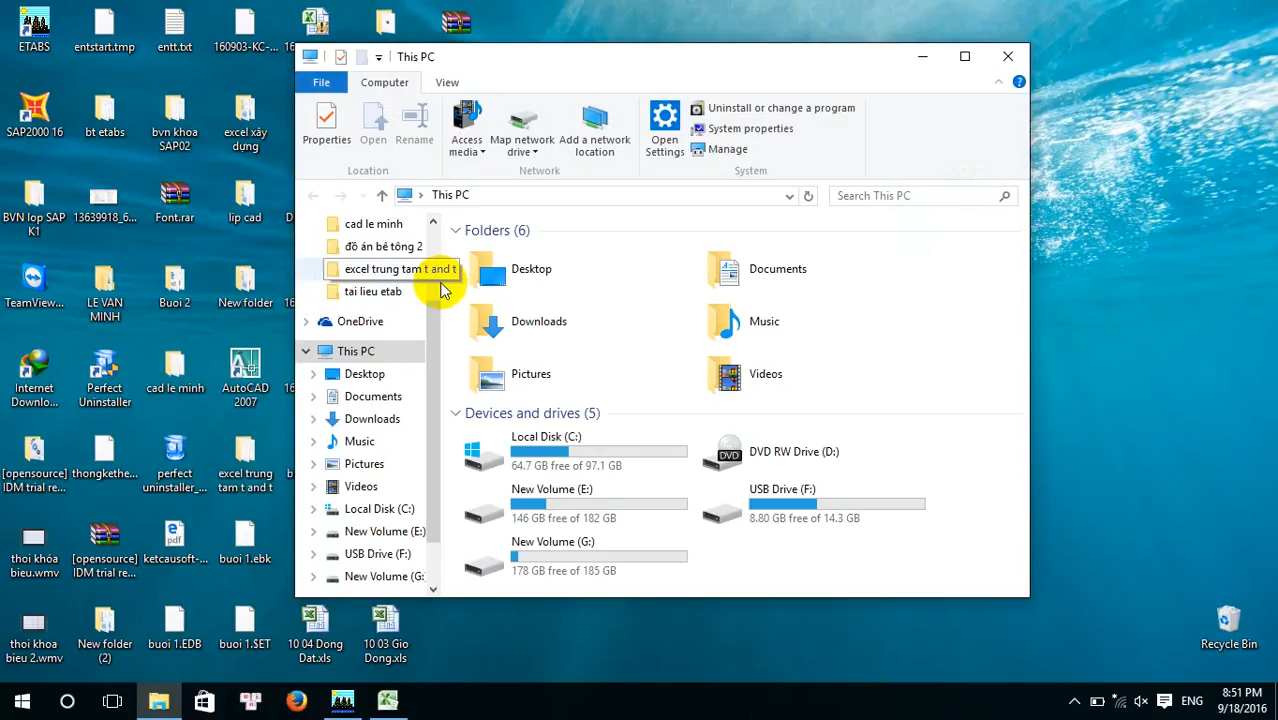 ETABS
entstart.tmp
entt.txt
160903-KC-...
SAP2000 16
bt etabs
bvn khoa
SAP02
excel xây
dựng
BVN lop SAP
K1
13639918_6...
Font.rar
lip cad
TeamView...
LE VAN
MINH
Buoi 2
New folder
Internet
Downlo...
Perfect
Uninstaller
cad le minh
AutoCAD
2007
[opensource]
IDM trial re...
thongkethe...
perfect
uninstaller_...
excel trung
tam t and t
thoi khóa
bieu.wmv
[opensource]
IDM trial re...
ketcausoft-...
buoi 1.ebk
thoi khoa
bieu 2.wmv
New folder
(2)
buoi 1.EDB
buoi 1.$ET
10 04 Dong
Dat.xls
10 03 Gio
Dong.xls
This PC
File
Computer
View
Properties
Open
Rename
Location
Access
media
Map network
drive
Add a network
location
Network
Open
Settings
Uninstall or change a program
System properties
Manage
System
This PC
Search This PC
cad le minh
đồ án bê tông 2
excel trung tam t and t
tai lieu etab
OneDrive
This PC
Desktop
Documents
Downloads
Music
Pictures
Videos
Local Disk (C:)
New Volume (E:)
USB Drive (F:)
New Volume (G:
Folders (6)
Desktop
Documents
Downloads
Music
Pictures
Videos
Devices and drives (5)
Local Disk (C:)
64.7 GB free of 97.1 GB
DVD RW Drive (D:)
DVD
New Volume (E:)
146 GB free of 182 GB
USB Drive (F:)
8.80 GB free of 14.3 GB
New Volume (G:)
178 GB free of 185 GB
Recycle Bin
ENG
8:51 PM
9/18/2016